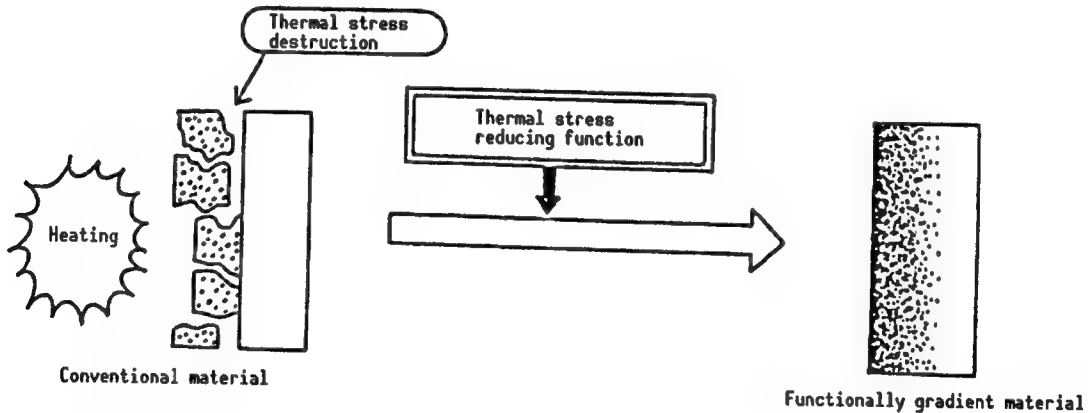 Thermal stress
destruction
Thermal stress
reducing function
Heating
Conventional material
Functionally gradient material